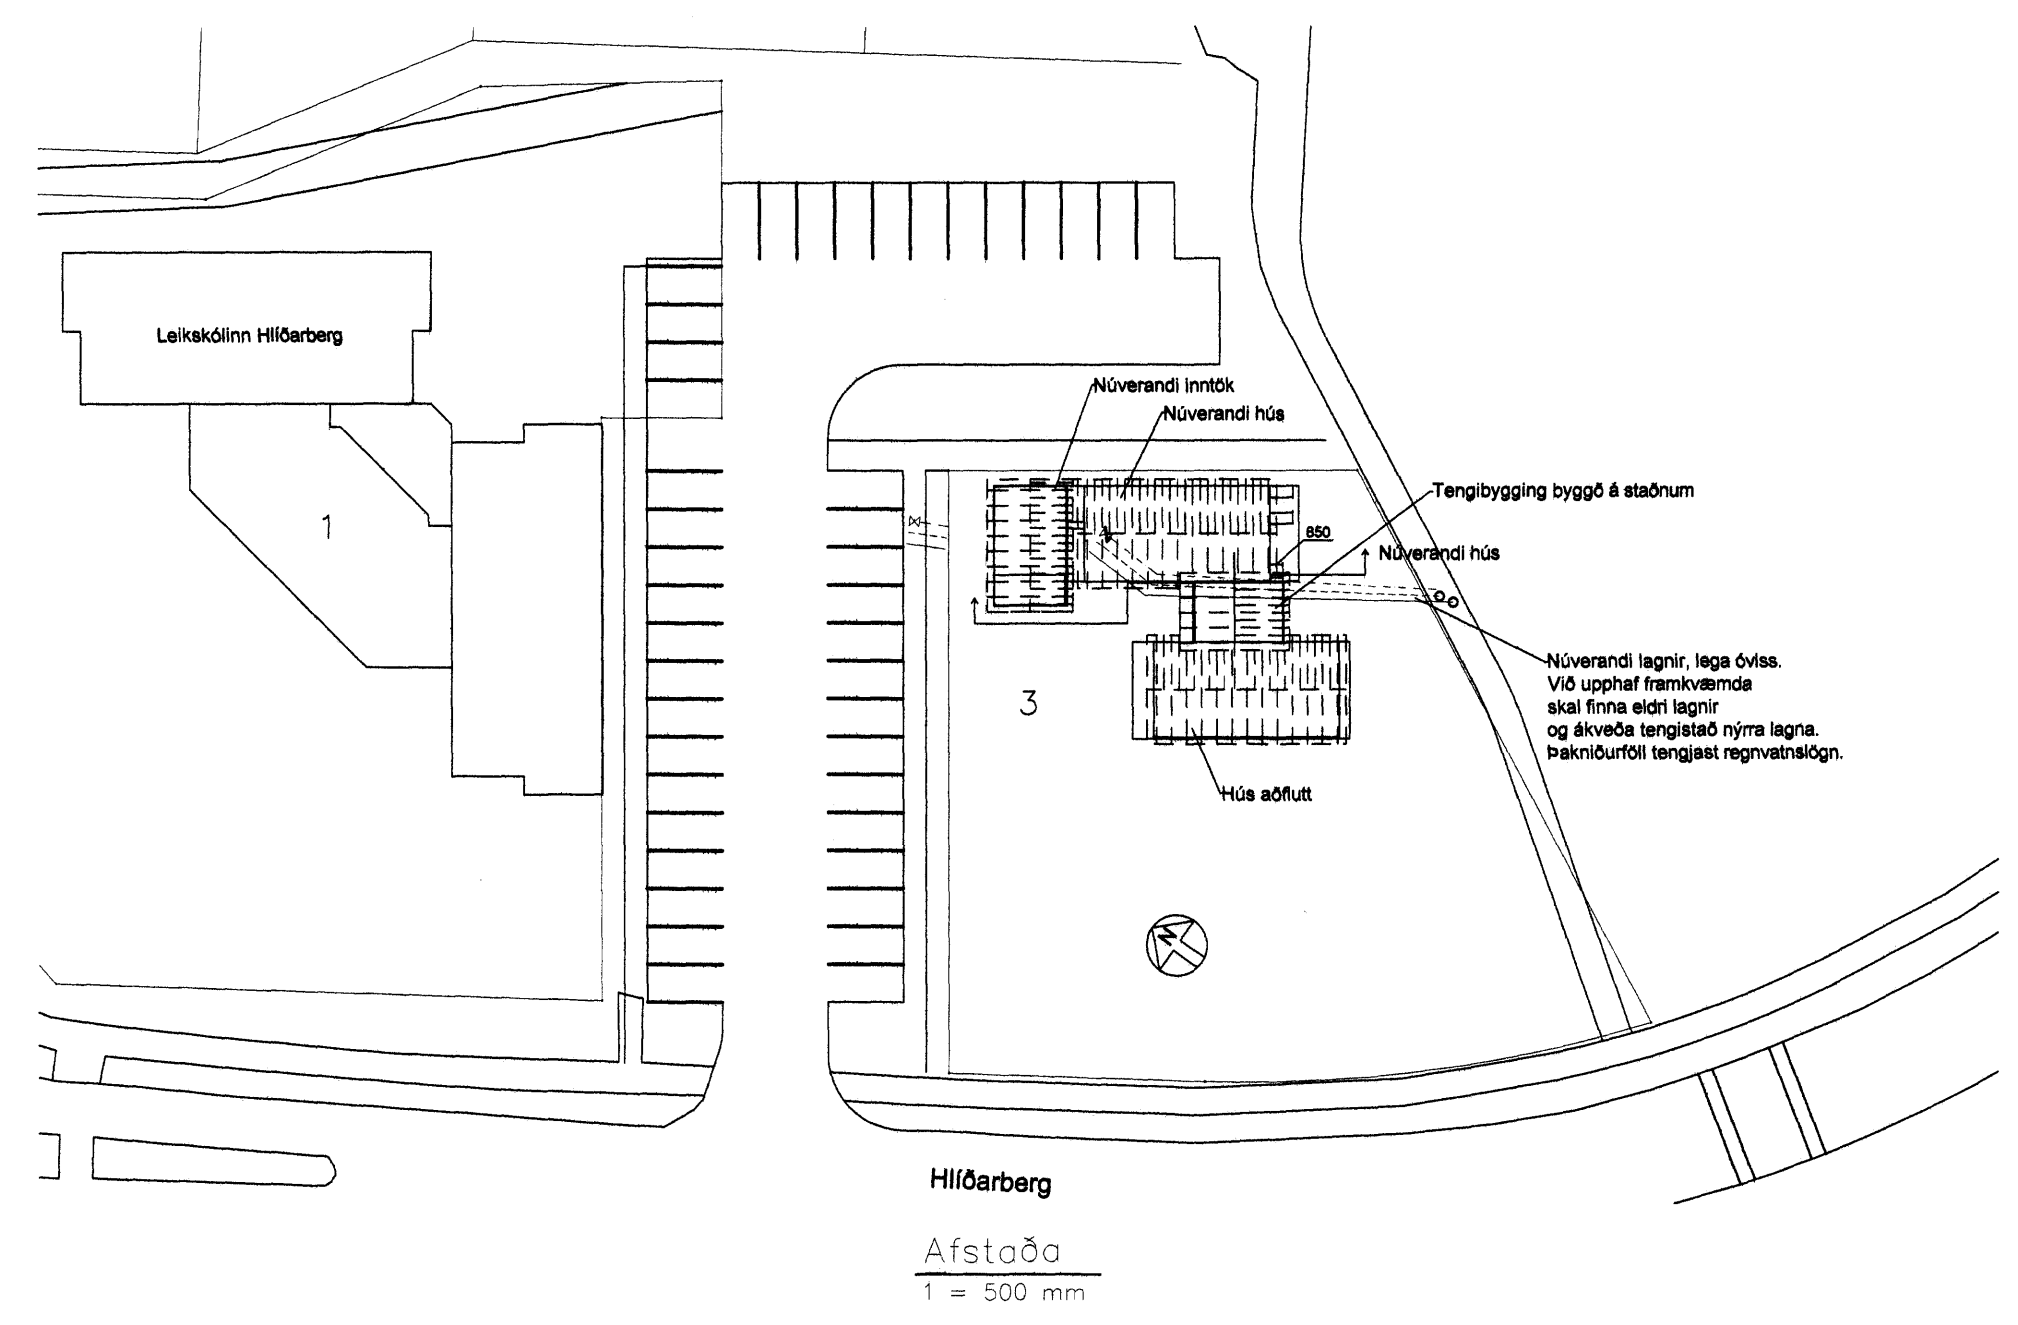 Leikskólinn Hlíðarberg
Núverandi inntök
Núverandi hús
Tengibygging byggð á staðnum
1
850
Núverandi hús
Núverandi lagnir, lega óviss.
Við upphaf framkvæmda
skal finna eldri lagnir
og ákveða tengistað nýrra lagna.
Þakniðurföll tengjast regnvatnslögn.
3
Hús aðflutt
N
Hlíðarberg
Afstaða
1 = 500 mm